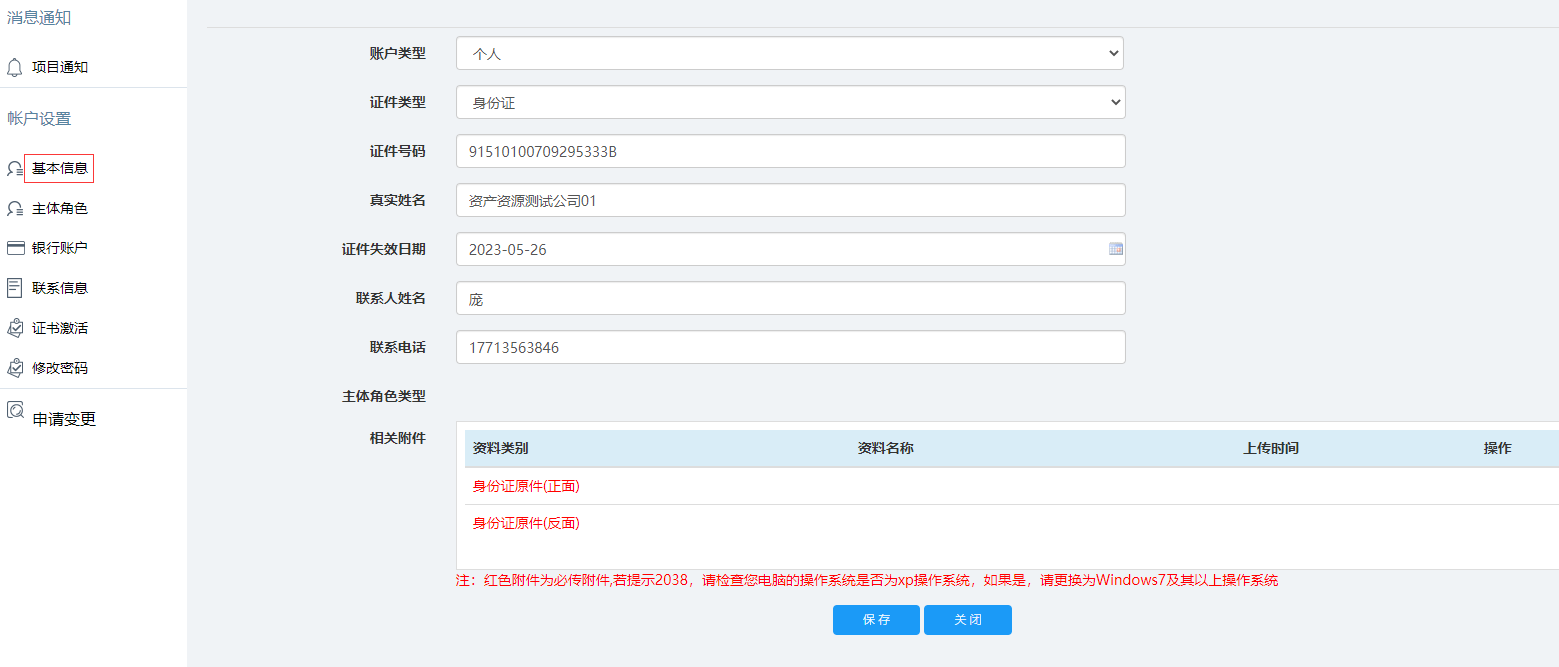 消息通知
项目通知
帐户设置
基本信息
主体角色
银行账户
联系信息
证书激活
修改密码
申请变更
账户类型 个人
证件类型 身份证
证件号码 91510100709295333B
真实姓名 资产资源测试公司01
证件失效日期 2023-05-26
联系人姓名 庞
联系电话 17713563846
主体角色类型
相关附件
资料类别 资料名称 上传时间 操作
身份证原件(正面)
身份证原件(反面)
注：红色附件为必传附件,若提示2038，请检查您电脑的操作系统是否为xp操作系统，如果是，请更换为Windows7及其以上操作系统
保存 关闭